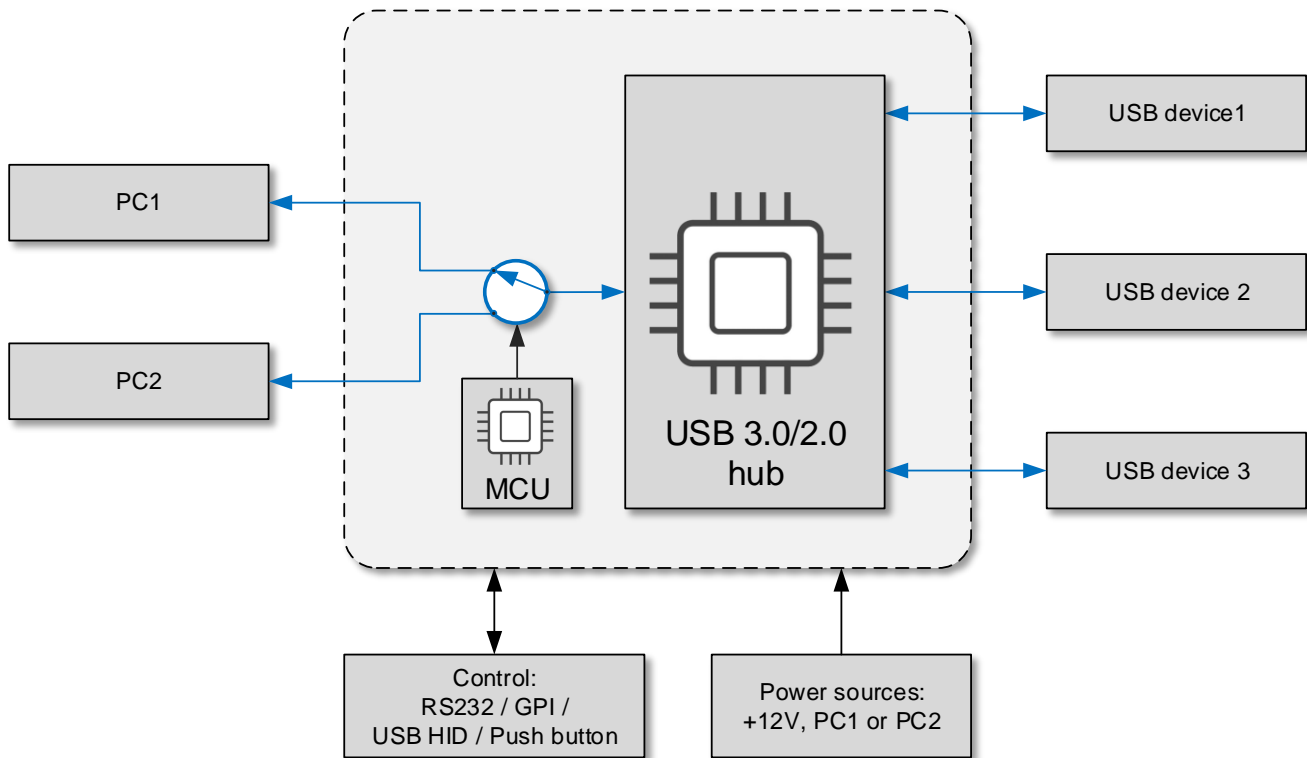 USB device1
PC1
USB device 2
PC2
MCU
USB 3.0/2.0
hub
USB device 3
Control:
RS232 / GPI /
USB HID / Push button
Power sources:
+12V, PC1 or PC2